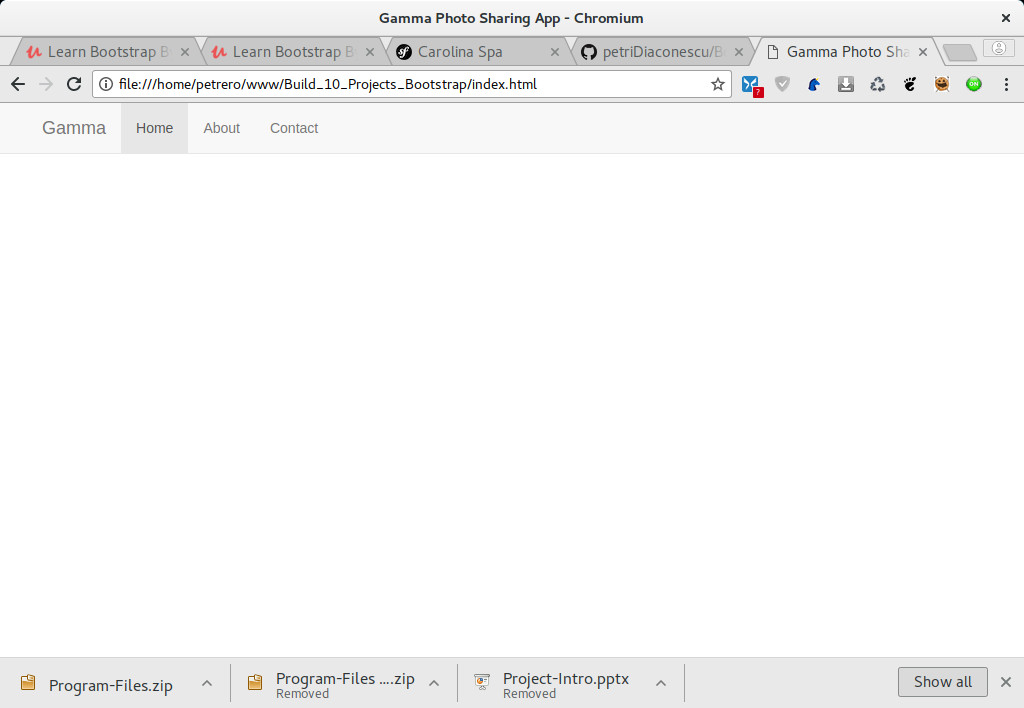 Gamma Photo Sharing App - Chromium
Learn Bootstrap B
Learn Bootstrap B
Carolina Spa
petriDiaconescu/B
Gamma Photo Sha
file:///home/petrero/www/Build_10_Projects_Bootstrap/index.html
?
ON
Gamma Home About Contact
Program-Files.zip
Program-Files ....zip
Removed
Project-Intro.pptx
Removed
Show all